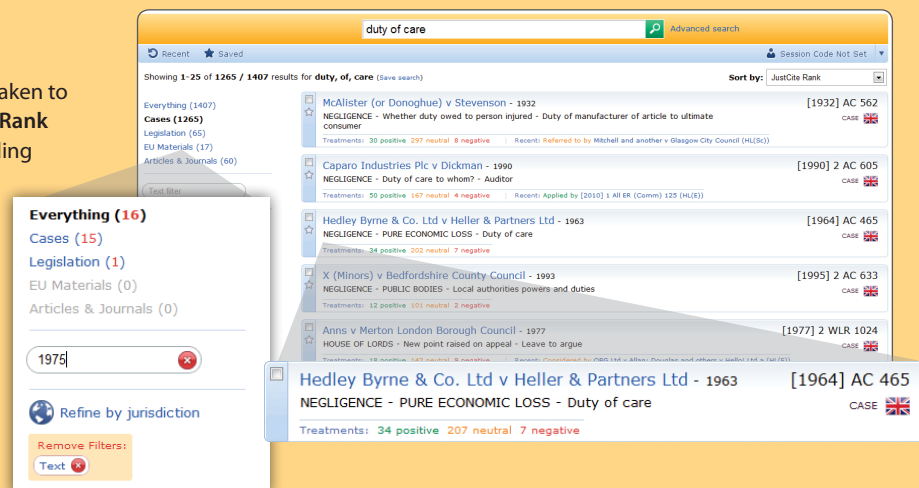 duty of care
Advanced search
Recent
Saved
Session Code Not Set
Showing 1-25 of 1265 / 1407 results for duty, of, care (Save search)
Sort by: JustCite Rank
aken to
Rank
ling
Everything (1407)
Cases (1265)
Legislation (65)
EU Materials (17)
Articles & Journals (60)
Text filter
McAlister (or Donoghue) v Stevenson - 1932
[1932] AC 562
NEGLIGENCE - Whether duty owed to person injured - Duty of manufacturer of article to ultimate
consumer
CASE
Treatments: 30 positive 297 neutral 8 negative
Recent: Referred to by Mitchell and another v Glasgow City Council (HL(Sc))
Caparo Industries Plc v Dickman - 1990
[1990] 2 AC 605
NEGLIGENCE - Duty of care to whom? - Auditor
CASE
Treatments: 50 positive 167 neutral 4 negative
Recent: Applied by [2010] 1 All ER (Comm) 125 (HL(E))
Hedley Byrne & Co. Ltd v Heller & Partners Ltd - 1963
[1964] AC 465
NEGLIGENCE - PURE ECONOMIC LOSS - Duty of care
CASE
Treatments: 34 positive 202 neutral 7 negative
X (Minors) v Bedfordshire County Council - 1993
[1995] 2 AC 633
NEGLIGENCE - PUBLIC BODIES - Local authorities powers and duties
CASE
Treatments: 12 positive 101 neutral 2 negative
Anns v Merton London Borough Council - 1977
[1977] 2 WLR 1024
HOUSE OF LORDS - New point raised on appeal - Leave to argue
CASE
Everything (16)
Cases (15)
Legislation (1)
EU Materials (0)
Articles & Journals (0)
1975
Refine by jurisdiction
Remove Filters:
Text
Hedley Byrne & Co. Ltd v Heller & Partners Ltd - 1963
[1964] AC 465
NEGLIGENCE - PURE ECONOMIC LOSS - Duty of care
CASE
Treatments: 34 positive 207 neutral 7 negative